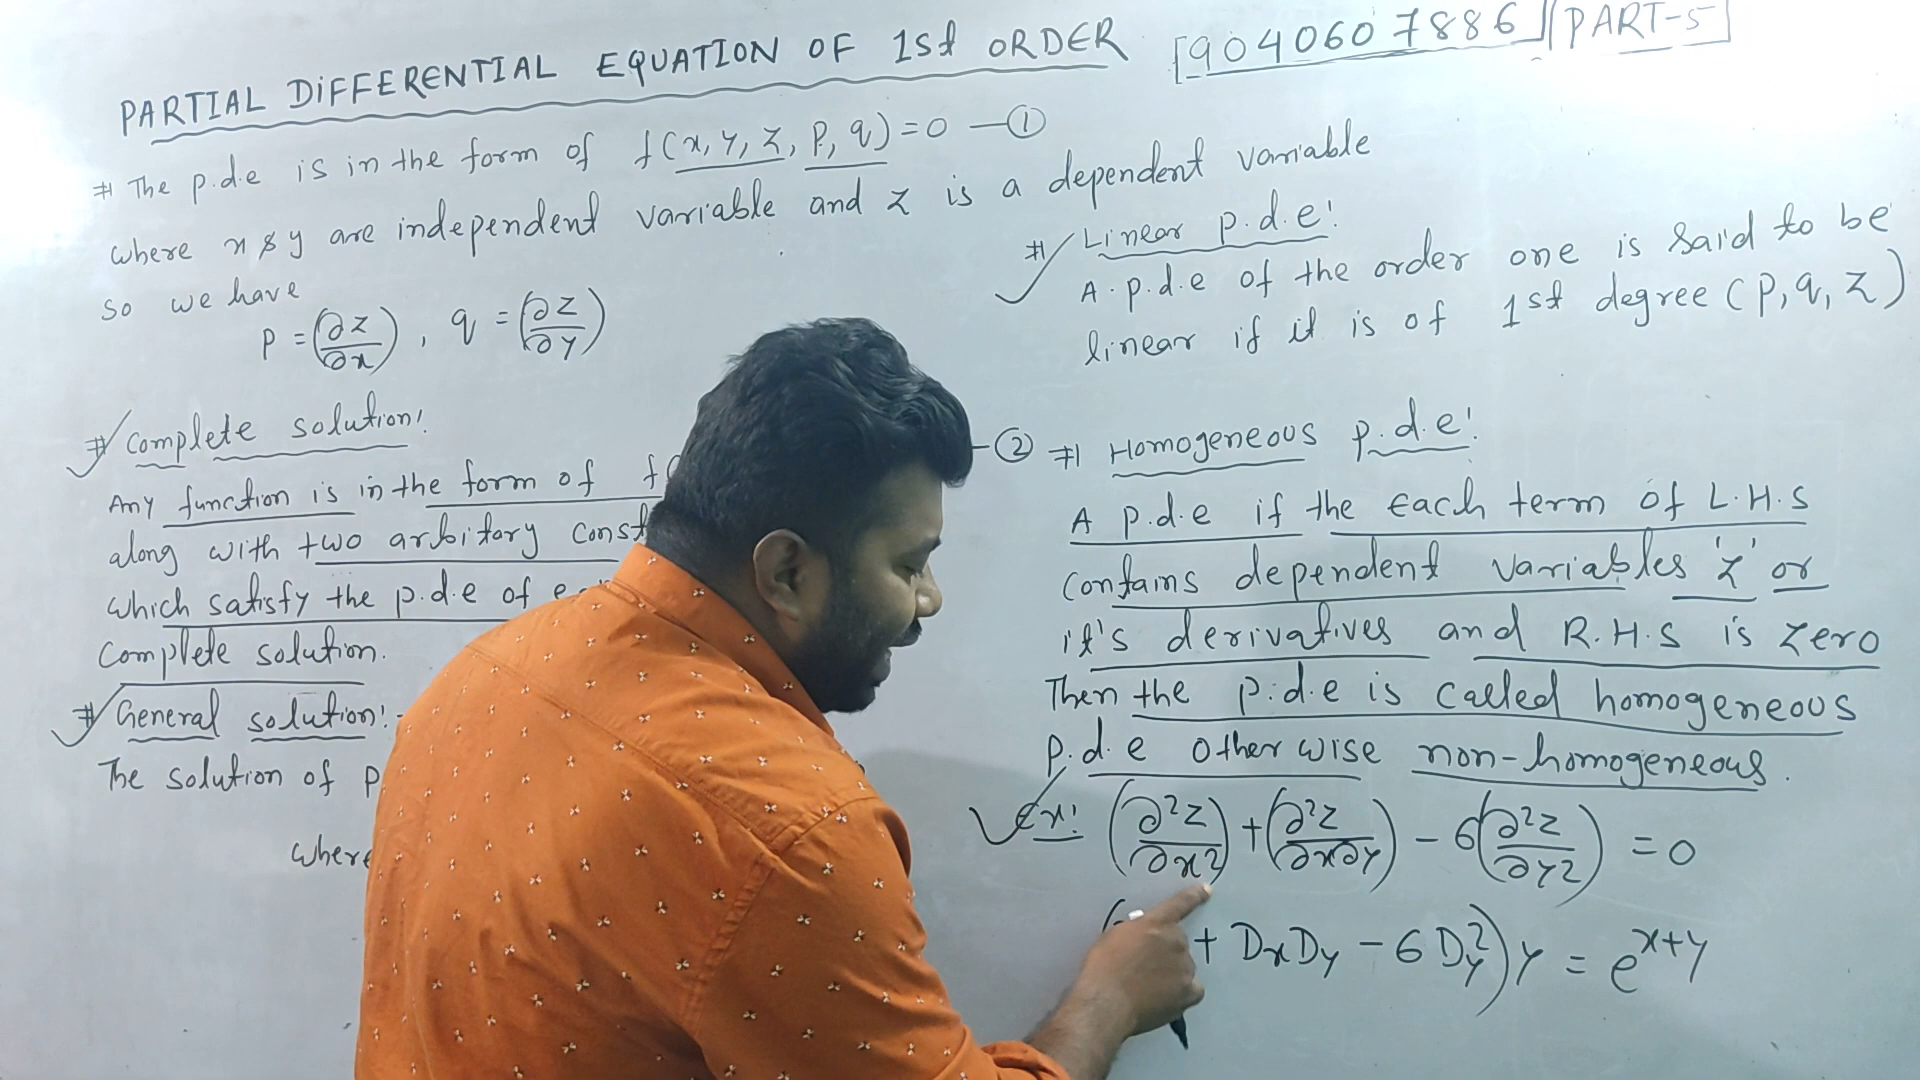 PARTIAL DIFFERENTIAL EQUATION OF 1st ORDER
[9040607886] | PART-5]
# The p.d.e is in the form of f(x, y, z, p, q) = 0 —①
where x & y are independent variable and z is a dependent variable
so we have
p = (∂z/∂x), q = (∂z/∂y)
# Complete solution!
Any function is in the form of f(
along with two arbitary const
which satisfy the p.d.e of
Complete solution.
# General solution!-
The solution of P
where
# Linear p.d.e!
A.p.d.e of the order one is said to be
linear if it is of 1st degree (p, q, z)
—②
# Homogeneous p.d.e!
A p.d.e if the each term of L.H.S
contains dependent variables 'z' or
it's derivatives and R.H.S is zero
Then the p.d.e is called homogeneous
p.d.e otherwise non-homogeneous.
Ex! (∂²z/∂x²) + (∂²z/∂x∂y) - 6(∂²z/∂y²) = 0
( + DxDy - 6Dy²)y = e^x+y